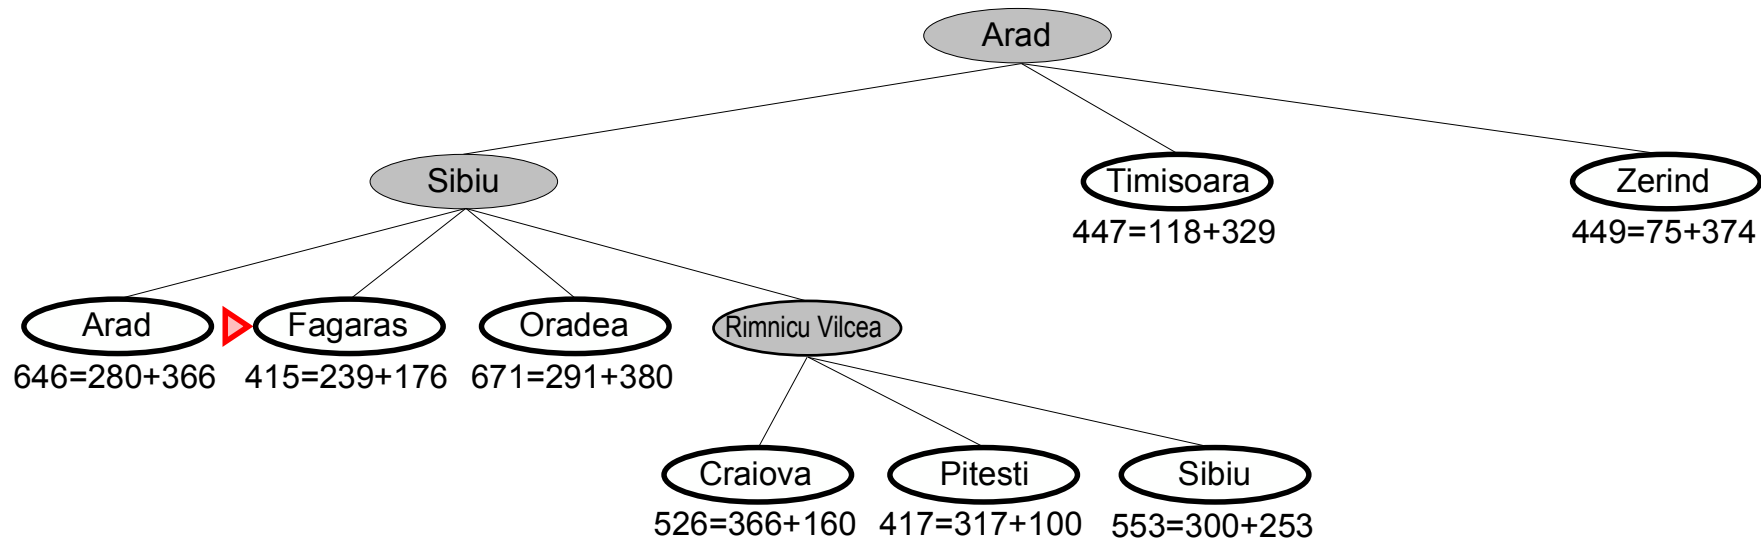 Arad
Sibiu
Timisoara
Zerind
447=118+329
449=75+374
Arad
Fagaras
Oradea
Rimnicu Vilcea
646=280+366
415=239+176
671=291+380
Craiova
Pitesti
Sibiu
526=366+160
417=317+100
553=300+253